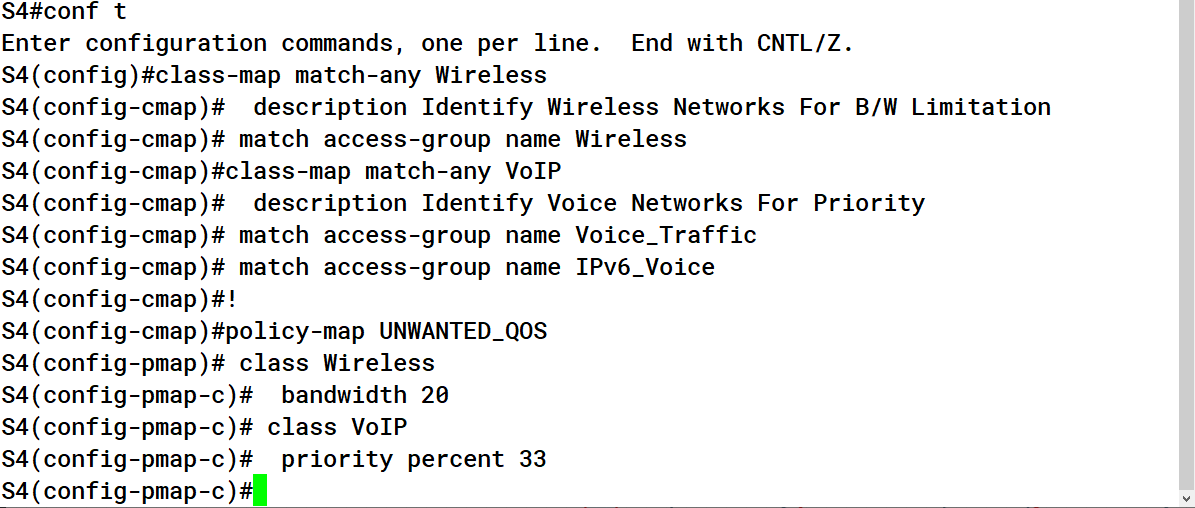 S4#conf t
Enter configuration commands, one per line.  End with CNTL/Z.
S4(config)#class-map match-any Wireless
S4(config-cmap)#  description Identify Wireless Networks For B/W Limitation
S4(config-cmap)# match access-group name Wireless
S4(config-cmap)#class-map match-any VoIP
S4(config-cmap)#  description Identify Voice Networks For Priority
S4(config-cmap)# match access-group name Voice_Traffic
S4(config-cmap)# match access-group name IPv6_Voice
S4(config-cmap)#!
S4(config-cmap)#policy-map UNWANTED_QOS
S4(config-pmap)# class Wireless
S4(config-pmap-c)#  bandwidth 20
S4(config-pmap-c)# class VoIP
S4(config-pmap-c)#  priority percent 33
S4(config-pmap-c)#